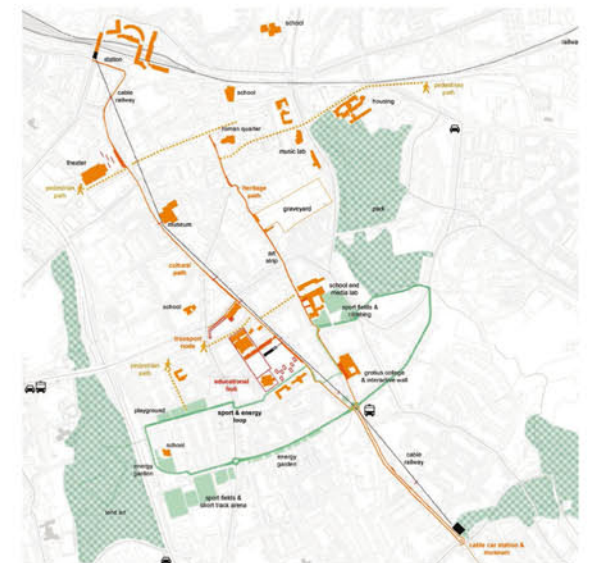 school
station
railway
cable
railway
school
pedestrian
path
housing
roman quarter
music lab
theater
pedestrian
path
heritage
path
graveyard
park
museum
art
strip
cultural
path
school and
media lab
school
sport fields &
climbing
transport
node
pedestrian
path
grotius college
& interactive wall
educational
hub
playground
sport & energy
loop
school
energy
garden
energy
garden
cable
railway
sport fields &
short track arena
land art
cable car station &
museum